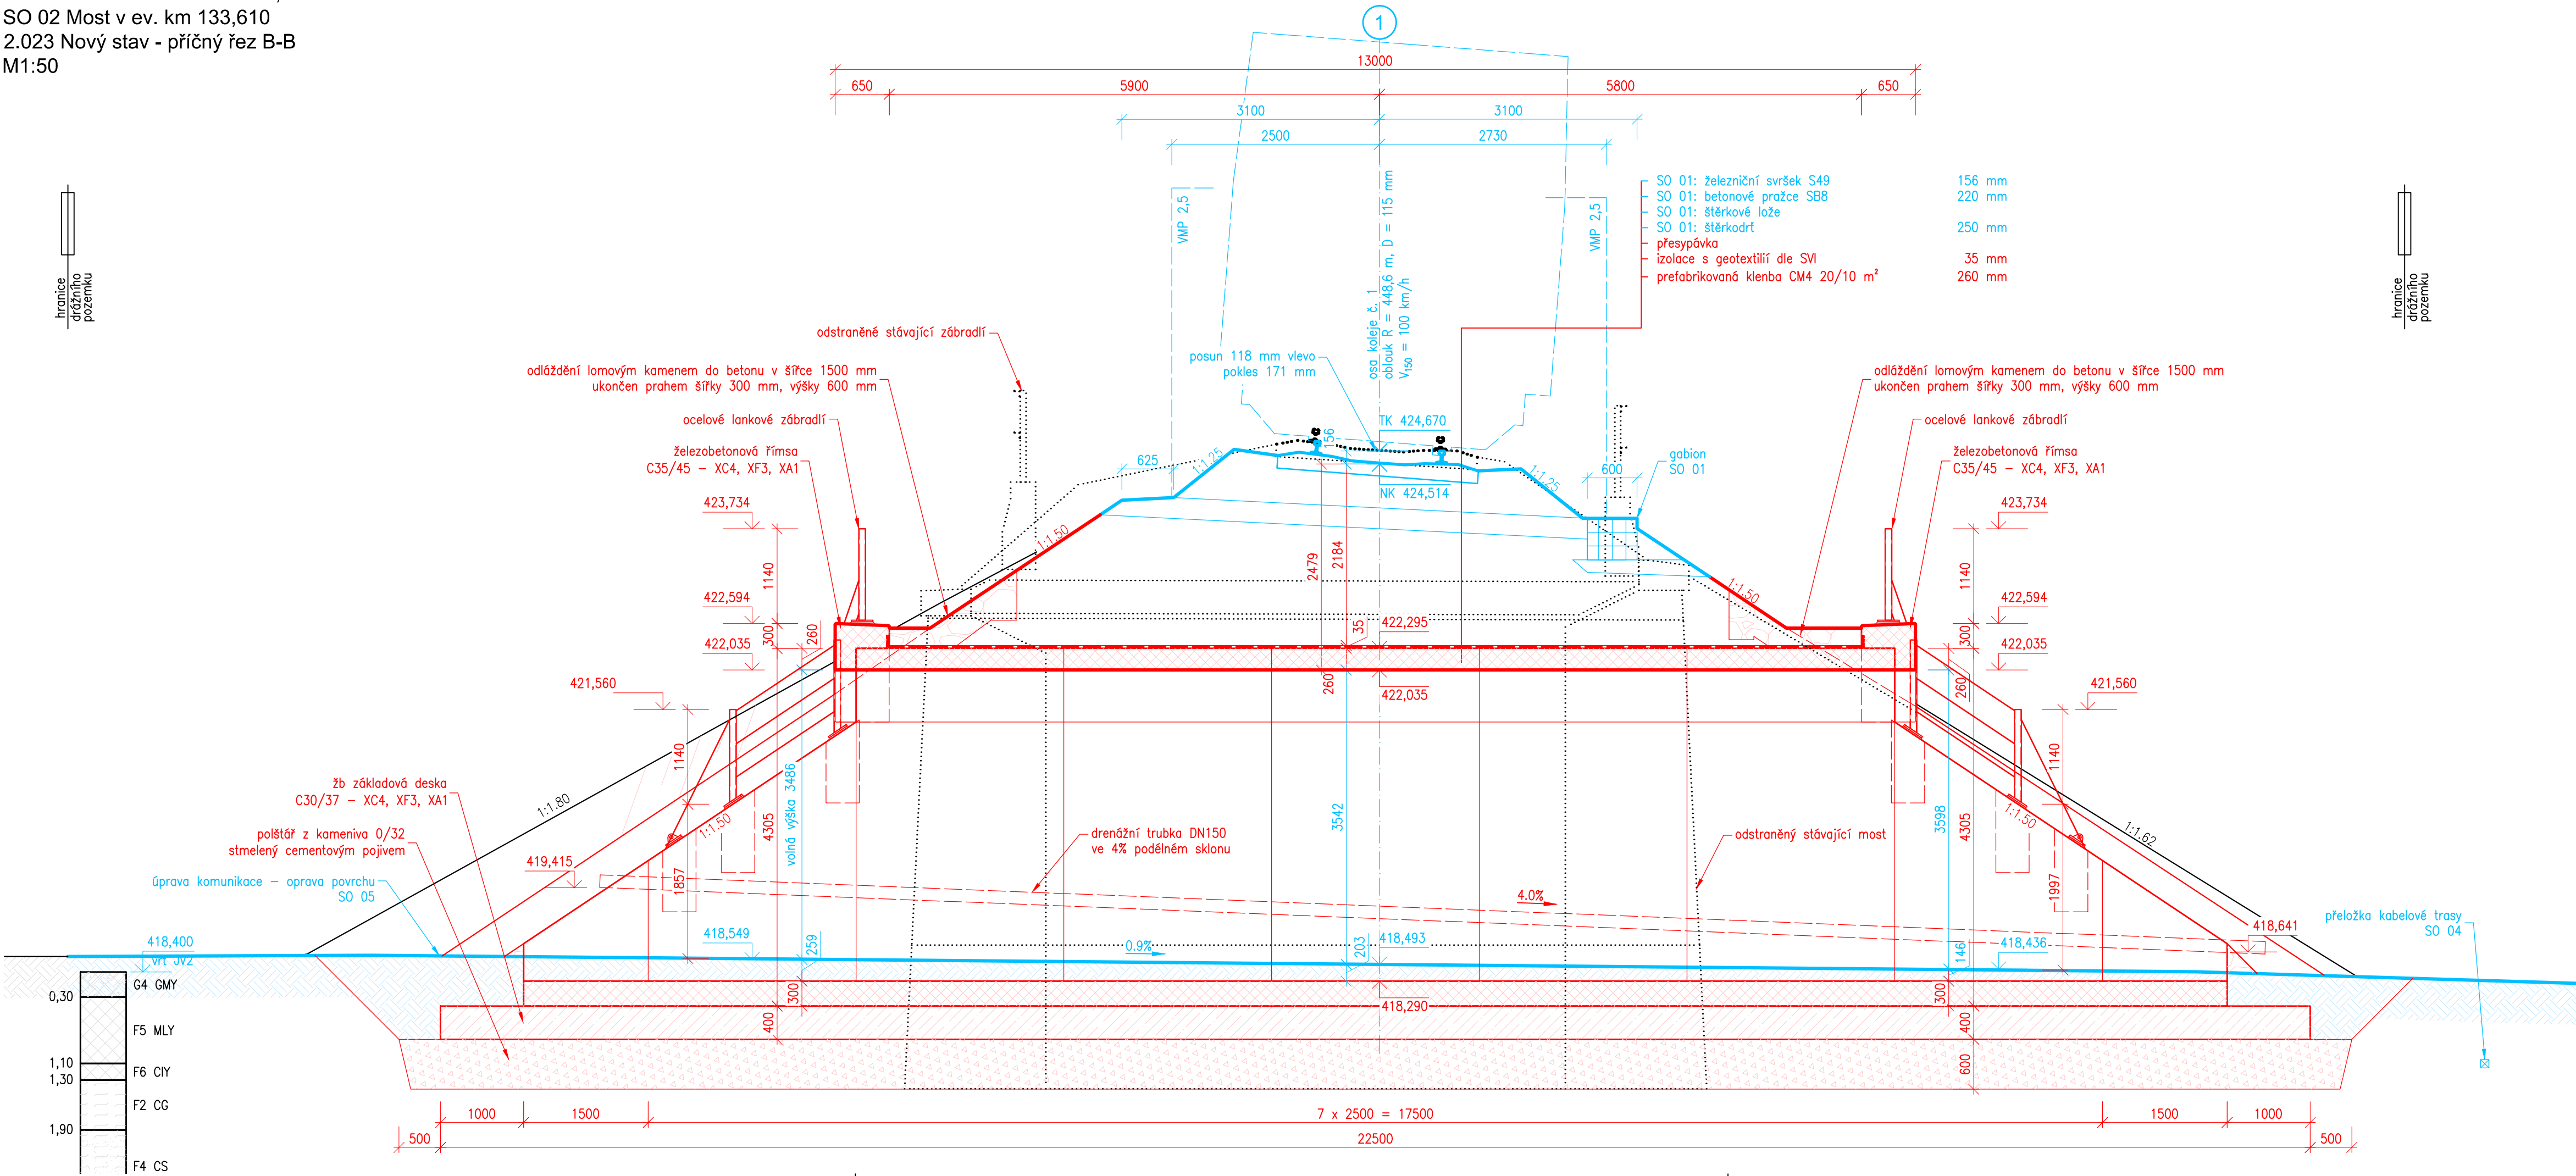 SO 02 Most v ev. km 133,610
2.023 Nový stav - příčný řez B-B
M1:50
1
13000
650
5900
5800
650
3100
3100
2500
2730
VMP 2,5
VMP 2,5
osa koleje č. 1
oblouk R = 448,6 m, D = 115 mm
V150 = 100 km/h
SO 01: železniční svršek S49 156 mm
SO 01: betonové pražce SB8 220 mm
SO 01: štěrkové lože
SO 01: štěrkodrť 250 mm
přesypávka
izolace s geotextilií dle SVI 35 mm
prefabrikovaná klenba CM4 20/10 m² 260 mm
hranice
drážního
pozemku
hranice
drážního
pozemku
odstraněné stávající zábradlí
posun 118 mm vlevo
pokles 171 mm
odláždění lomovým kamenem do betonu v šířce 1500 mm
ukončen prahem šířky 300 mm, výšky 600 mm
odláždění lomovým kamenem do betonu v šířce 1500 mm
ukončen prahem šířky 300 mm, výšky 600 mm
ocelové lankové zábradlí
ocelové lankové zábradlí
železobetonová římsa
C35/45 – XC4, XF3, XA1
železobetonová římsa
C35/45 – XC4, XF3, XA1
TK 424,670
156
NK 424,514
625
1:1.25
1:1.25
600
gabion
SO 01
1:1.50
1:1.50
423,734
423,734
1140
1140
2479
2184
422,594
422,594
300
260
35
422,295
300
422,035
422,035
260
422,035
260
421,560
421,560
1140
1140
žb základová deska
C30/37 – XC4, XF3, XA1
1:1.80
1:1.50
4305
volná výška 3486
3542
3598
4305
1:1.50
1:1.62
polštář z kameniva 0/32
stmelený cementovým pojivem
drenážní trubka DN150
ve 4% podélném sklonu
odstraněný stávající most
419,415
1857
1997
úprava komunikace – oprava povrchu
SO 05
4.0%
přeložka kabelové trasy
SO 04
418,641
418,400
vrt JV2
418,549
259
0.9%
203
418,493
146
418,436
G4 GMY
0,30
300
418,290
300
F5 MLY
400
400
1,10
F6 CIY
1,30
600
F2 CG
1,90
F4 CS
1000
1500
7 x 2500 = 17500
1500
1000
500
22500
500